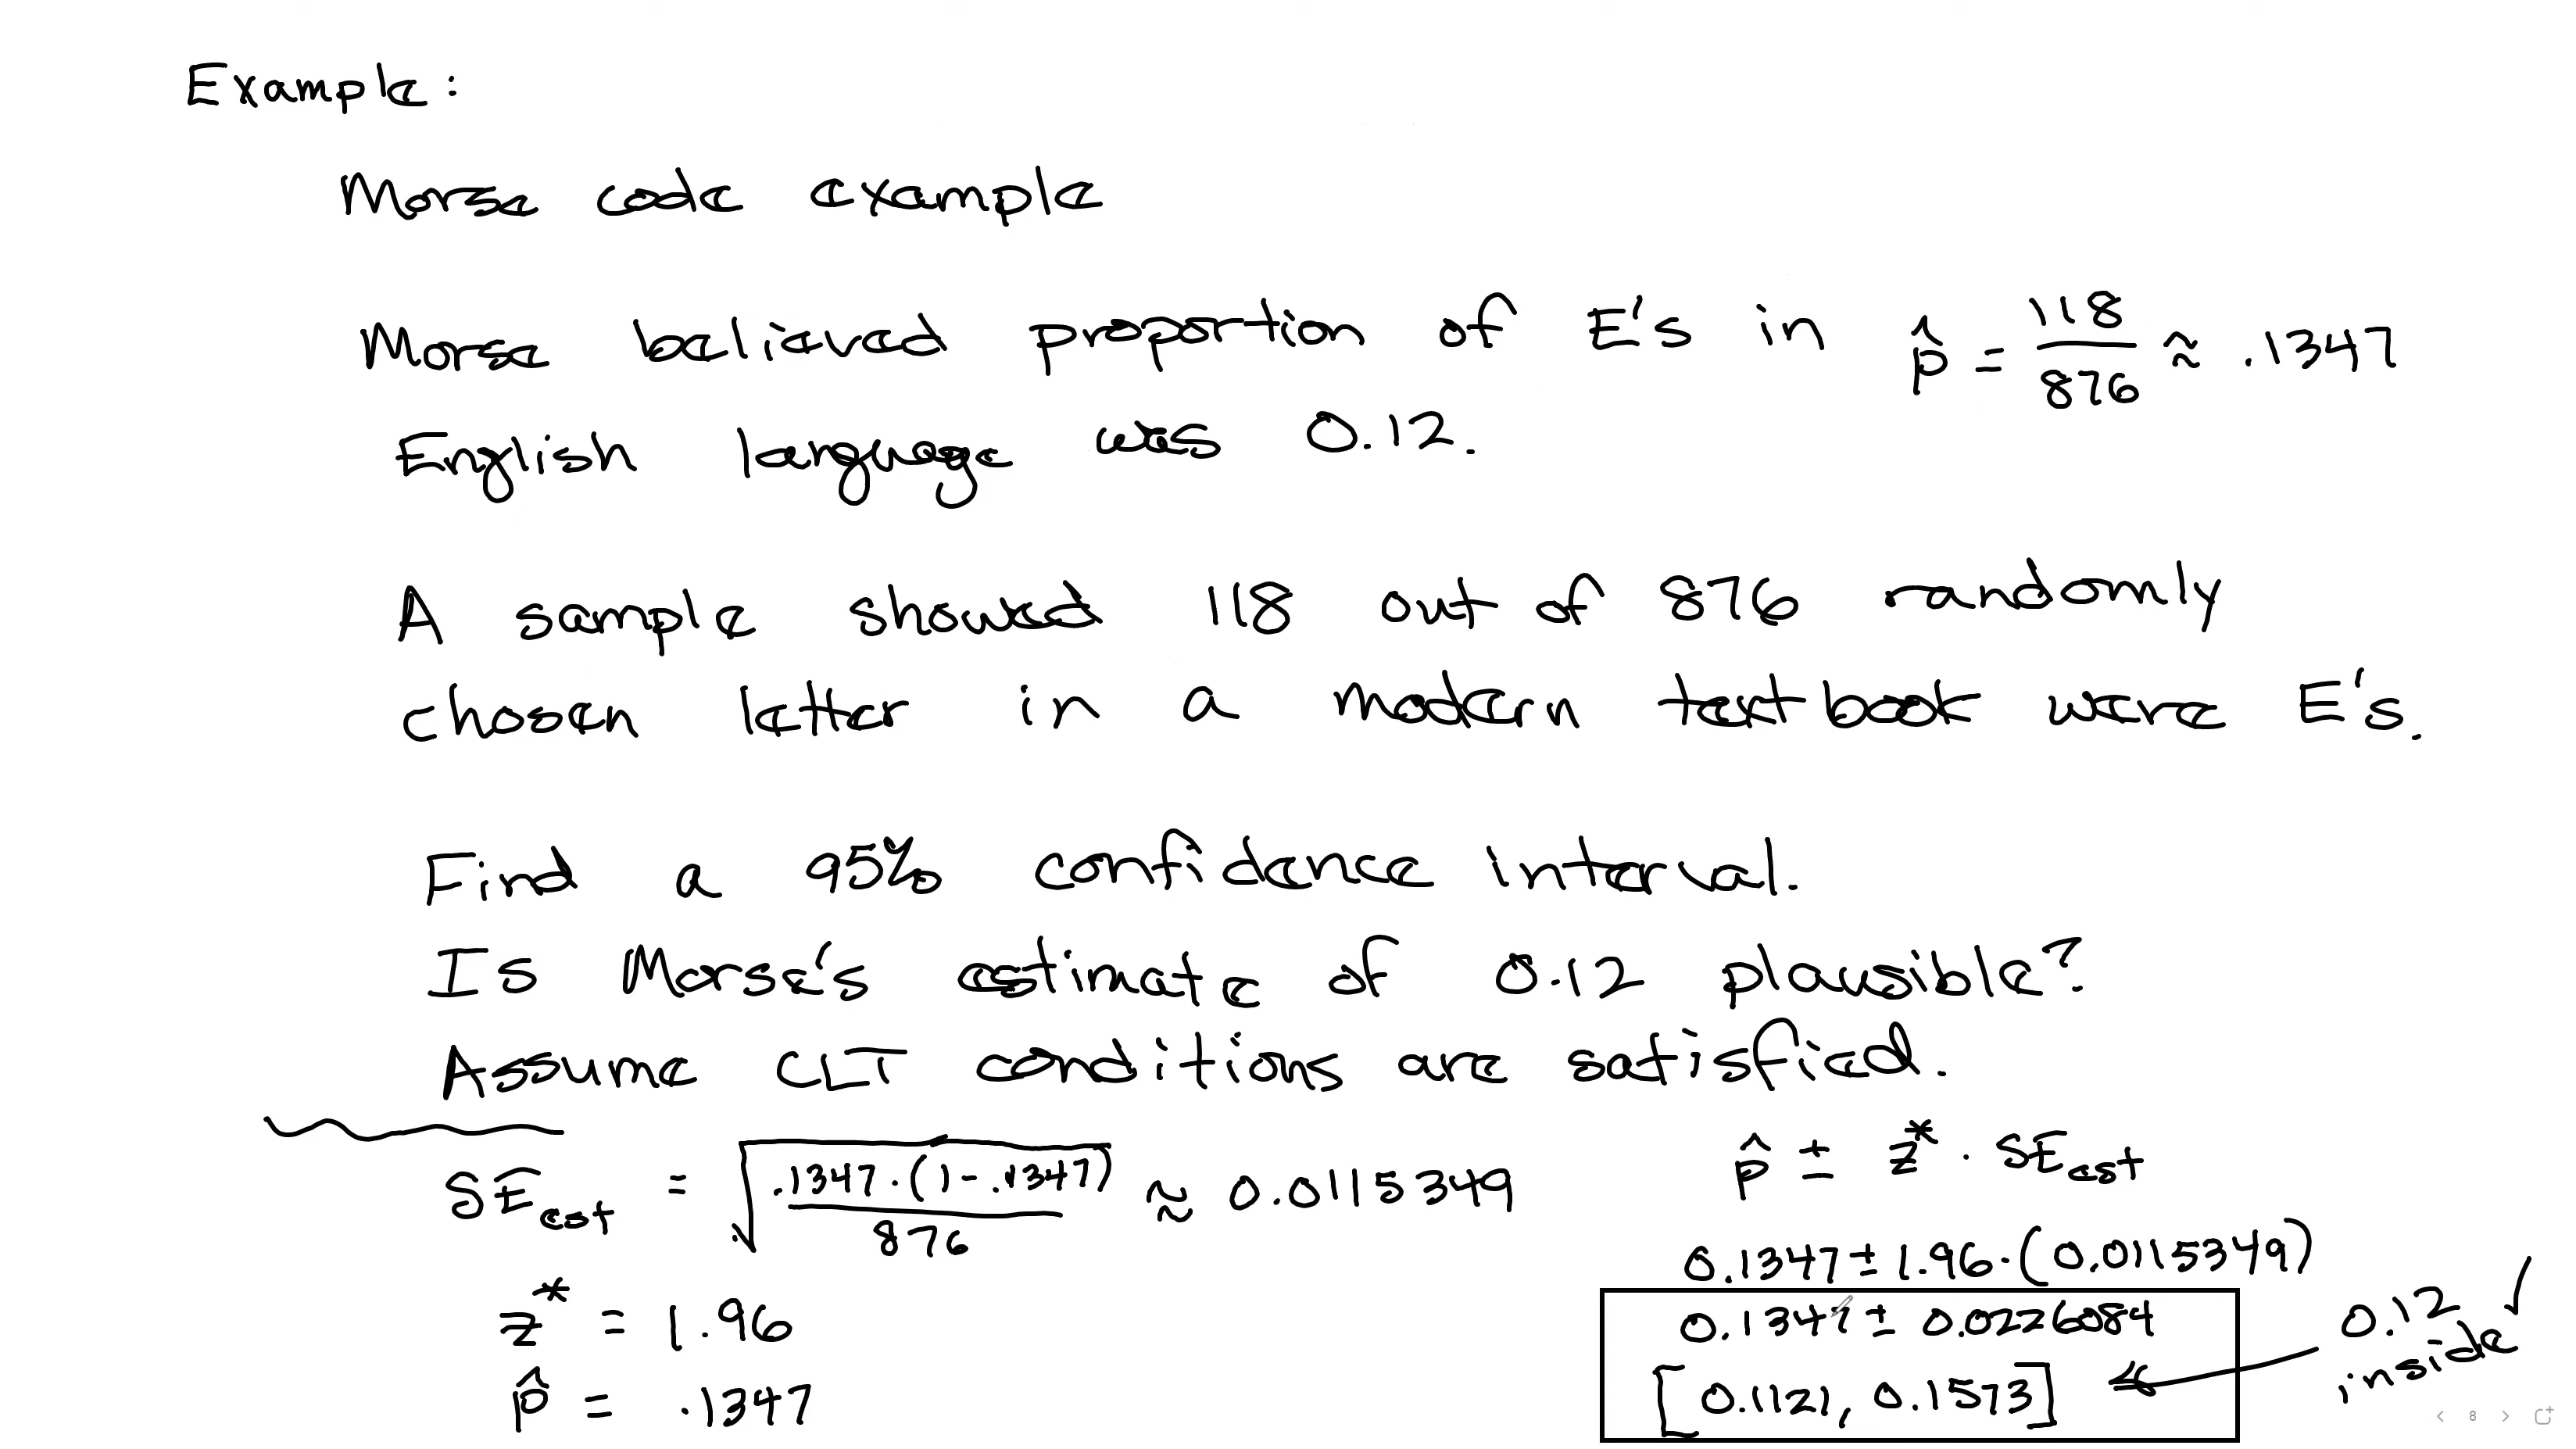 Example:
Morse code example
Morse believed proportion of E's in
English language was 0.12.
p̂ = 118/876 ≈ .1347
A sample showed 118 out of 876 randomly
chosen letter in a modern textbook were E's.
Find a 95% confidence interval.
Is Morse's estimate of 0.12 plausible?
Assume CLT conditions are satisfied.
SE_est = √(.1347·(1-.1347)/876) ≈ 0.0115349
z* = 1.96
p̂ = .1347
p̂ ± z* · SE_est
0.1347 ± 1.96·(0.0115349)
0.1347 ± 0.0226084
[0.1121, 0.1573]
0.12 ✓
inside
8